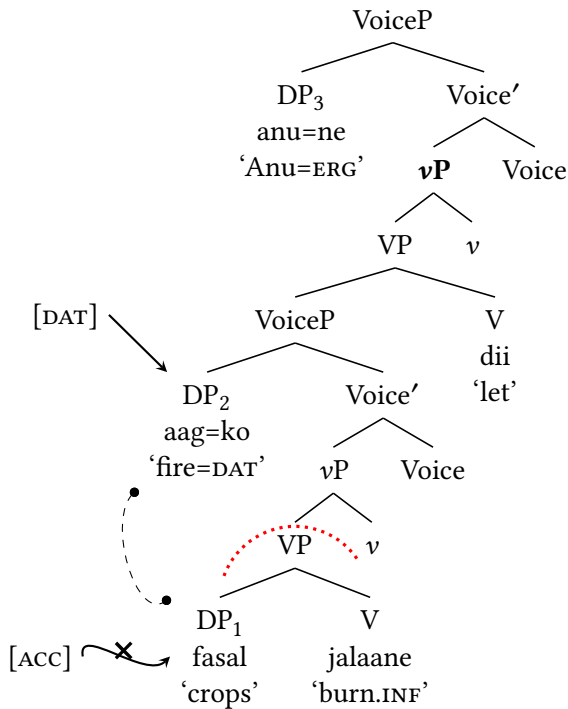 VoiceP
DP₃ Voice′
anu=ne
‘Anu=ERG’ vP Voice
VP v
[DAT] VoiceP V
dii
DP₂ Voice′ ‘let’
aag=ko
‘fire=DAT’ vP Voice
VP v
DP₁ V
[ACC] fasal jalaane
‘crops’ ‘burn.INF’